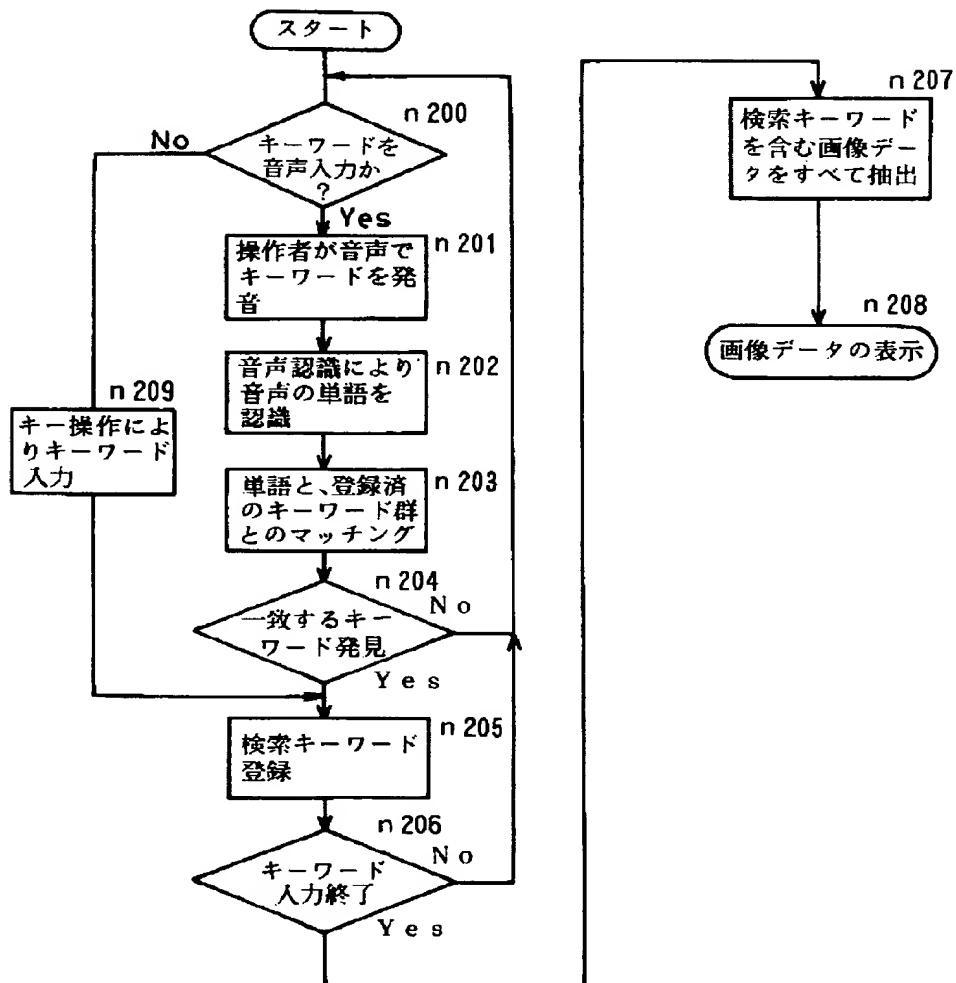 スタート
n 200
No
キーワードを
音声入力か
?
Yes
n 201
操作者が音声で
キーワードを発
音
n 202
音声認識により
音声の単語を
認識
n 209
キー操作によ
りキーワード
入力
n 203
単語と、登録済
のキーワード群
とのマッチング
n 204
一致するキー
ワード発見
No
Yes
n 205
検索キーワード
登録
n 206
キーワード
入力終了
No
Yes
n 207
検索キーワード
を含む画像デー
タをすべて抽出
n 208
画像データの表示